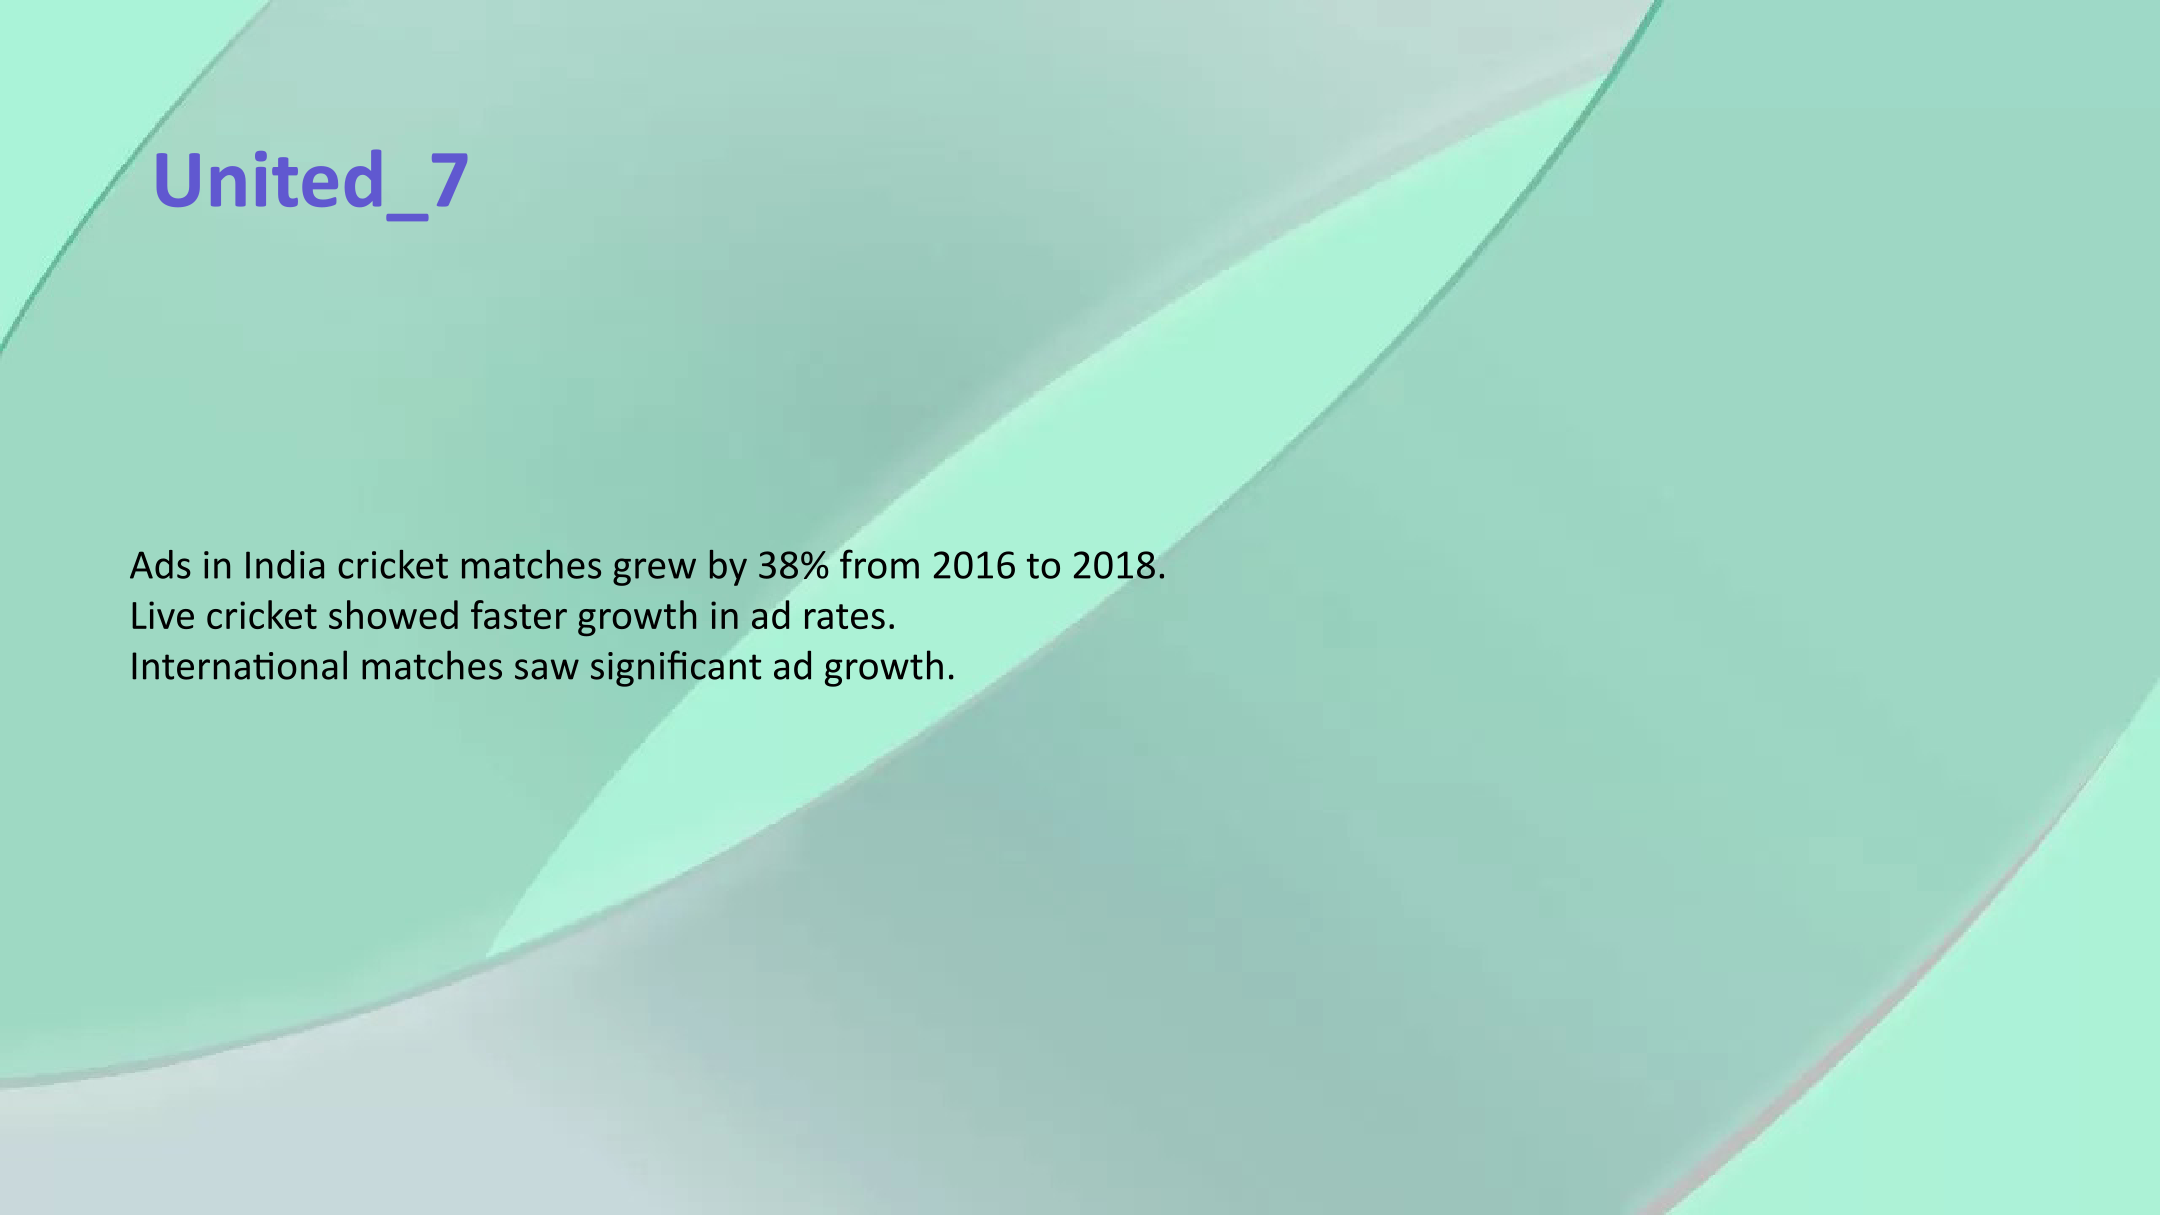 United_7
Ads in India cricket matches grew by 38% from 2016 to 2018.
Live cricket showed faster growth in ad rates.
International matches saw significant ad growth.